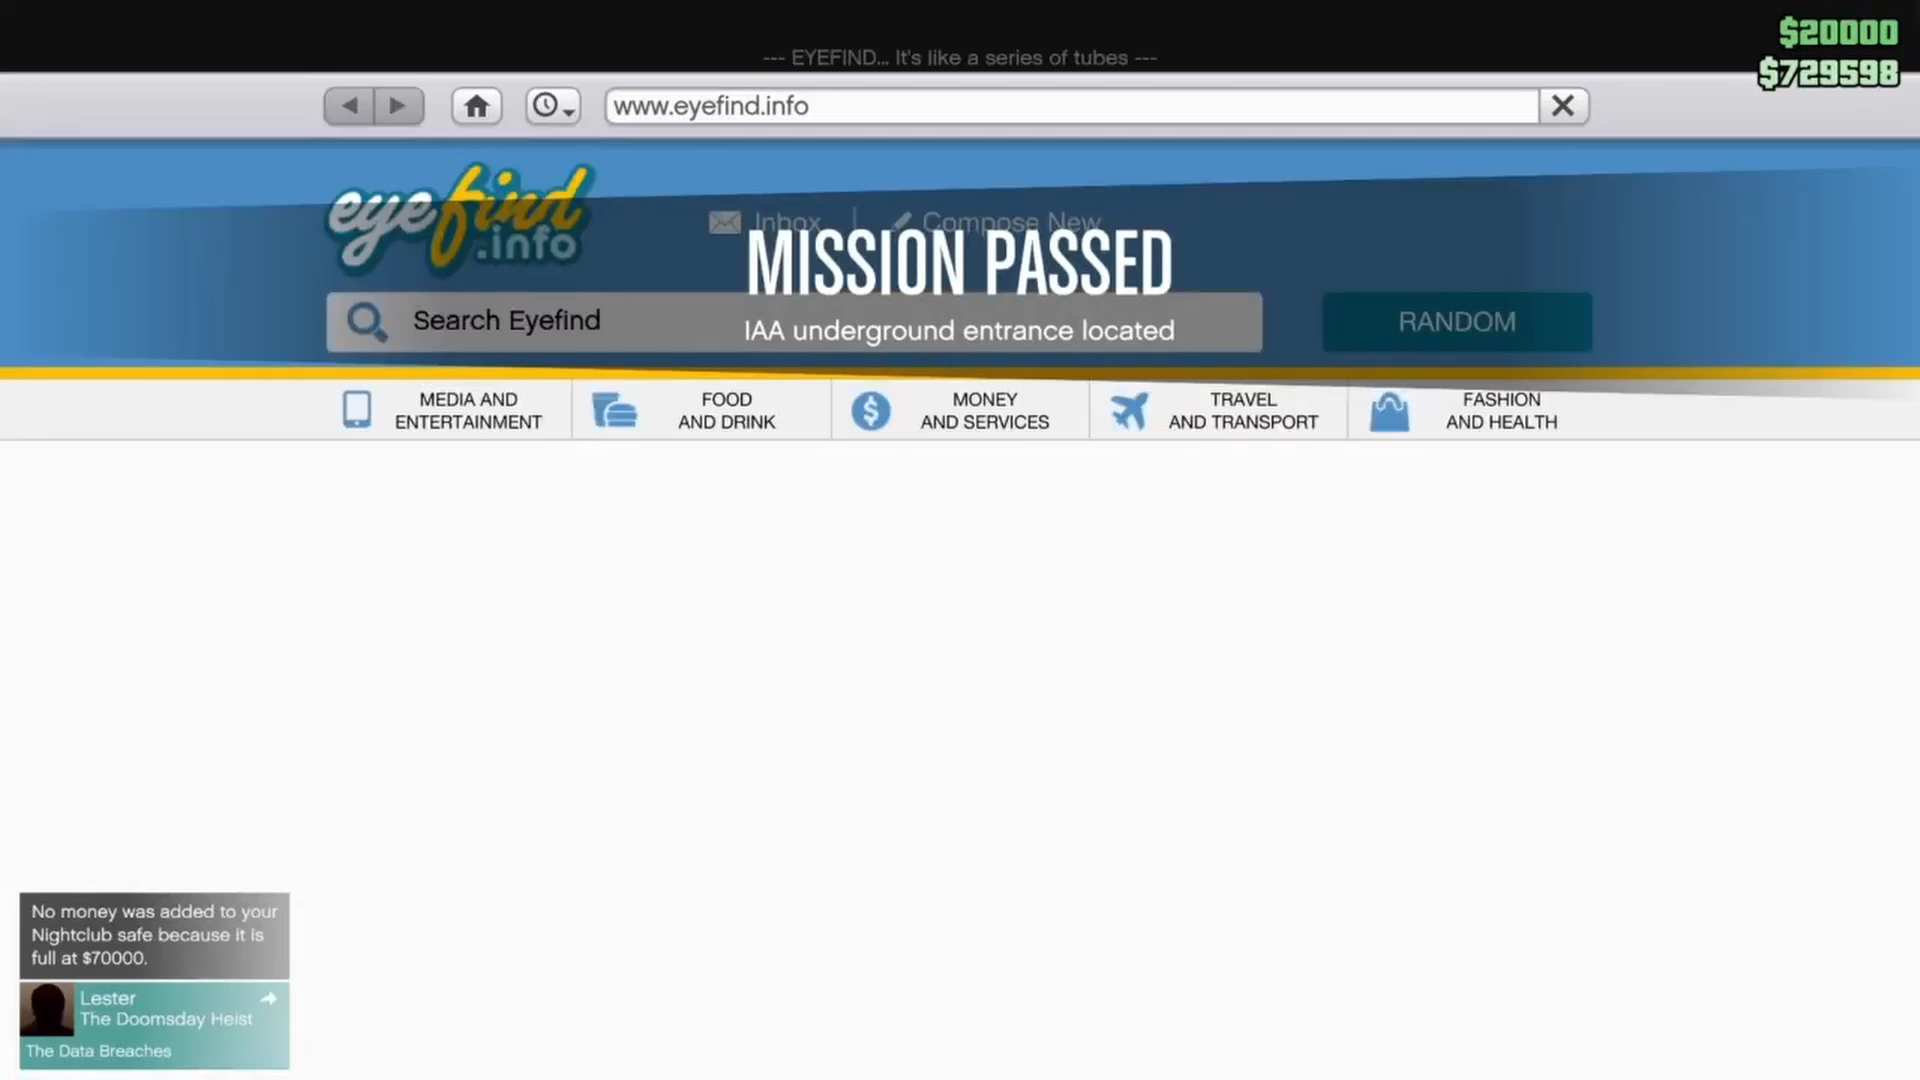 --- EYEFIND... It's like a series of tubes ---
$20000
$729598
www.eyefind.info
eyefind
.info
Inbox
Compose New
MISSION PASSED
Search Eyefind
IAA underground entrance located
RANDOM
MEDIA AND
ENTERTAINMENT
FOOD
AND DRINK
MONEY
AND SERVICES
TRAVEL
AND TRANSPORT
FASHION
AND HEALTH
No money was added to your
Nightclub safe because it is
full at $70000.
Lester
The Doomsday Heist
The Data Breaches